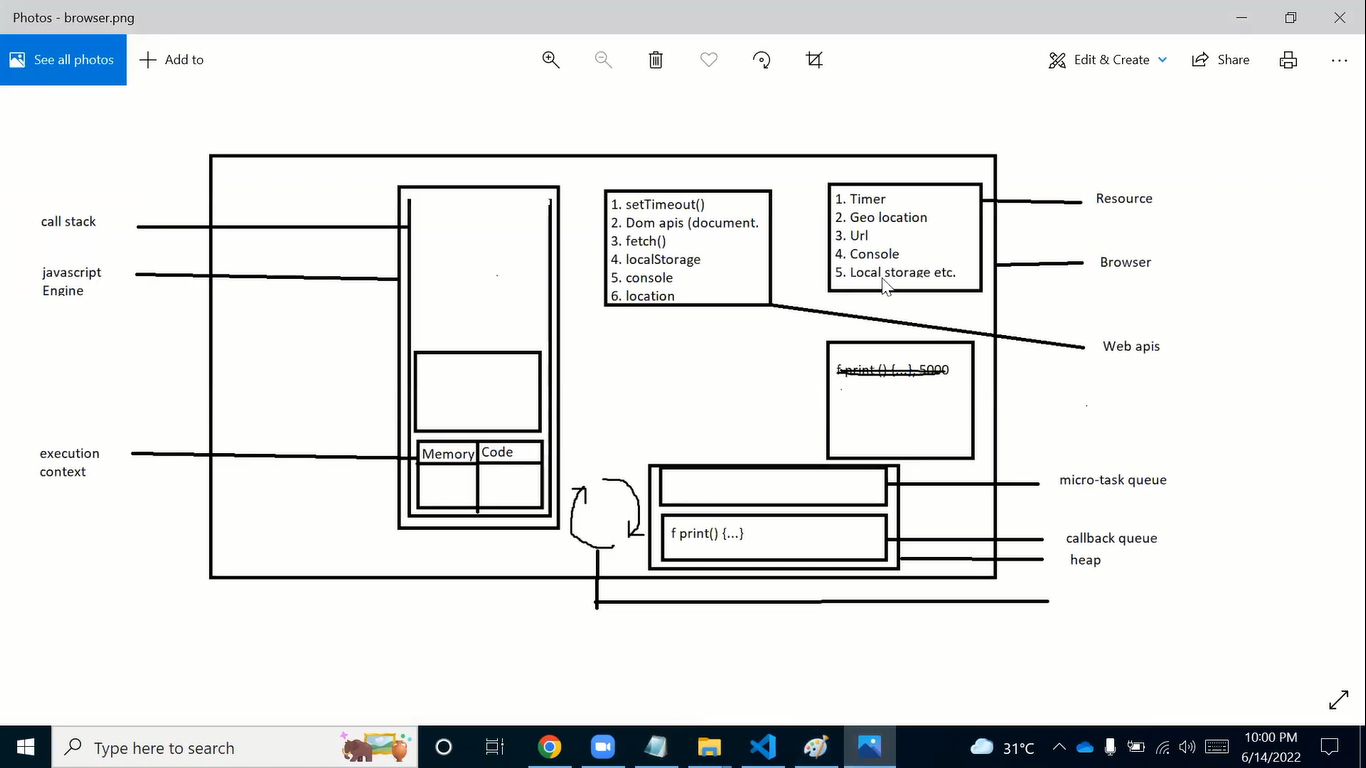 Photos - browser.png
See all photos
Add to
Edit & Create
Share
call stack
javascript
Engine
execution
context
Memory
Code
1. setTimeout()
2. Dom apis (document.
3. fetch()
4. localStorage
5. console
6. location
1. Timer
2. Geo location
3. Url
4. Console
5. Local storage etc.
Resource
Browser
Web apis
f print () {...}, 5000
f print() {...}
micro-task queue
callback queue
heap
Type here to search
31°C
10:00 PM
6/14/2022